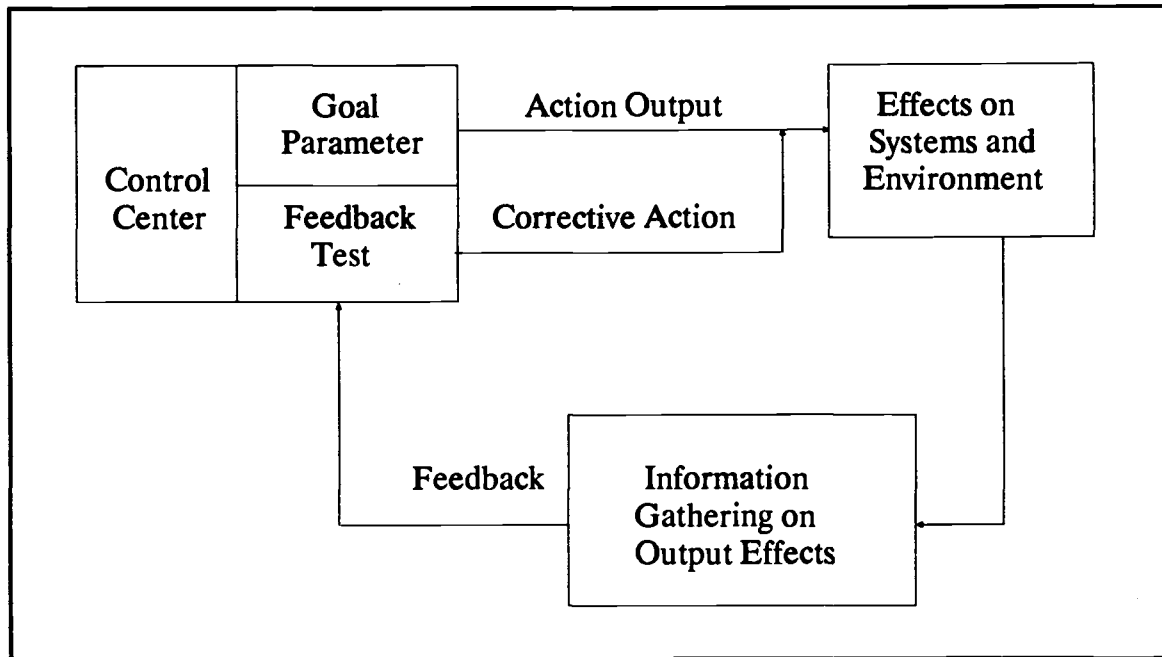 Control
Center
Goal
Parameter
Feedback
Test
Action Output
Corrective Action
Effects on
Systems and
Environment
Feedback
Information
Gathering on
Output Effects